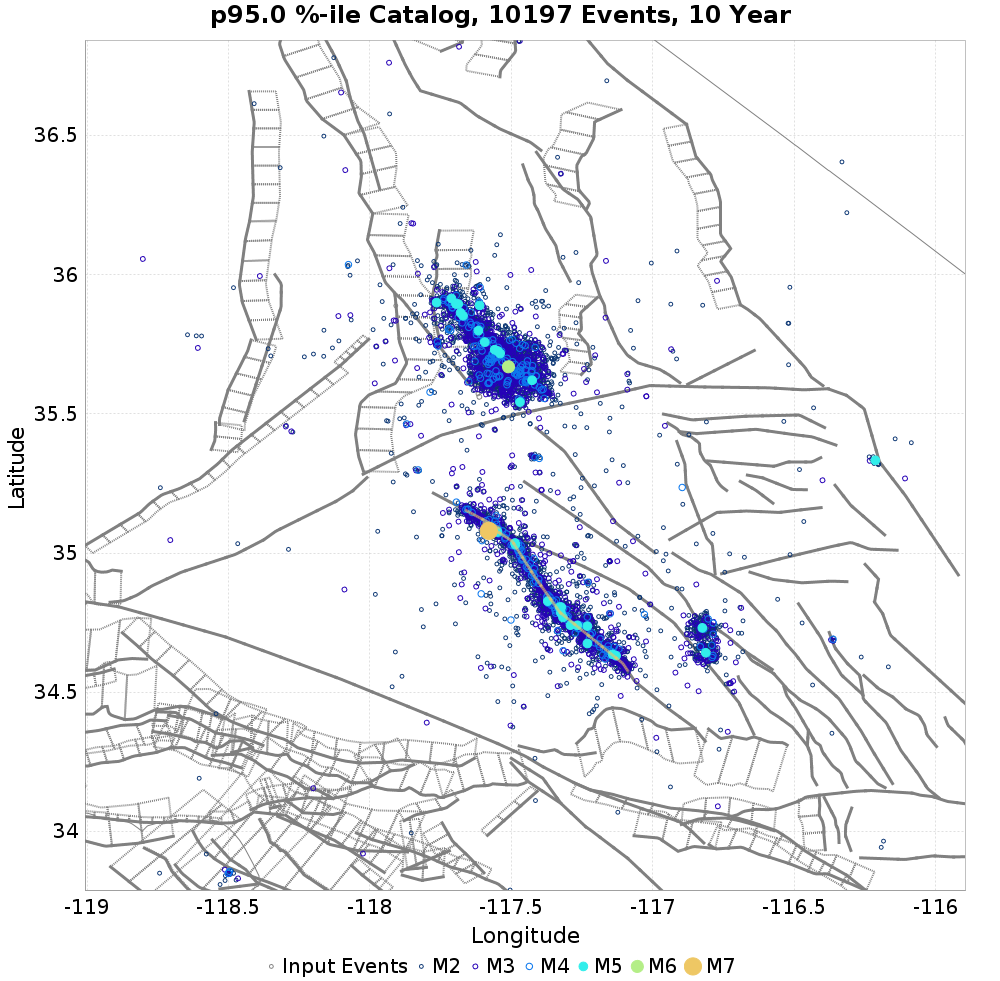 p95.0 %-ile Catalog, 10197 Events, 10 Year
36.5
36
35.5
35
34.5
34
Latitude
-119 -118.5 -118 -117.5 -117 -116.5 -116
Longitude
Input Events M2 M3 M4 M5 M6 M7